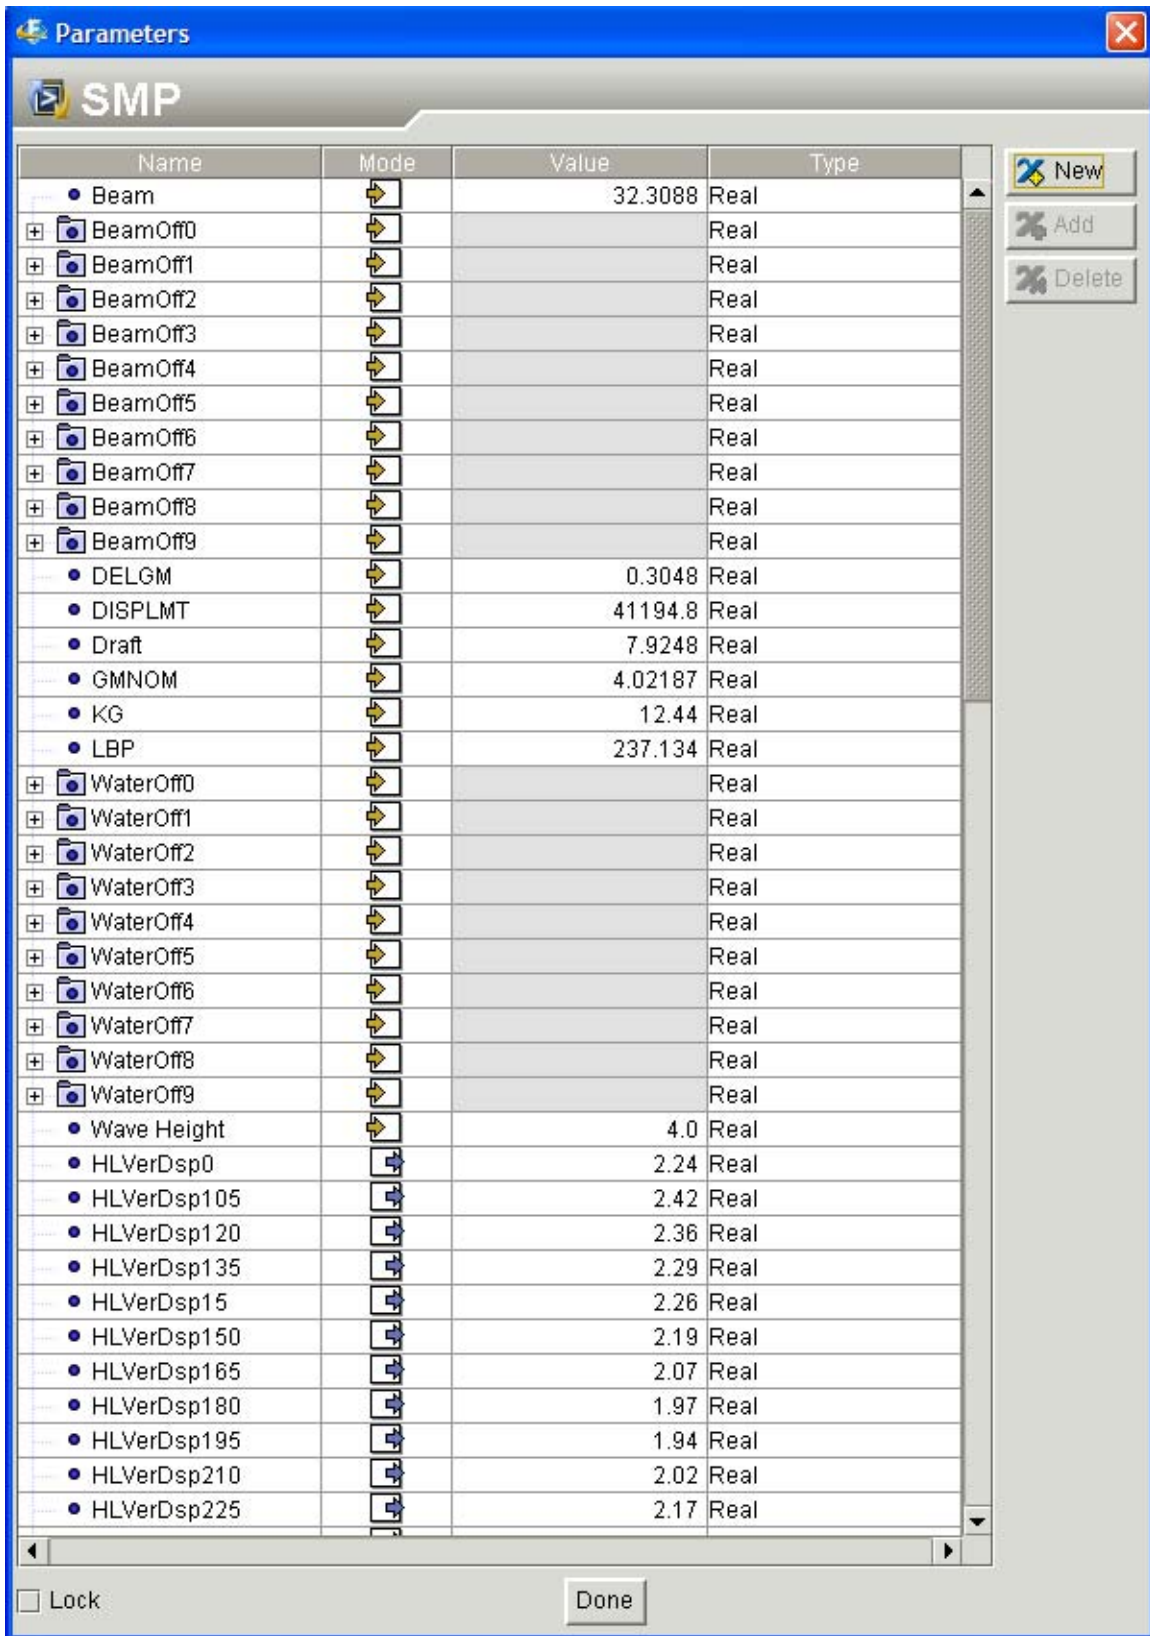 Parameters
SMP
Name Mode Value Type
New
Add
Delete
Beam 32.3088 Real
BeamOff0 Real
BeamOff1 Real
BeamOff2 Real
BeamOff3 Real
BeamOff4 Real
BeamOff5 Real
BeamOff6 Real
BeamOff7 Real
BeamOff8 Real
BeamOff9 Real
DELGM 0.3048 Real
DISPLMT 41194.8 Real
Draft 7.9248 Real
GMNOM 4.02187 Real
KG 12.44 Real
LBP 237.134 Real
WaterOff0 Real
WaterOff1 Real
WaterOff2 Real
WaterOff3 Real
WaterOff4 Real
WaterOff5 Real
WaterOff6 Real
WaterOff7 Real
WaterOff8 Real
WaterOff9 Real
Wave Height 4.0 Real
HLVerDsp0 2.24 Real
HLVerDsp105 2.42 Real
HLVerDsp120 2.36 Real
HLVerDsp135 2.29 Real
HLVerDsp15 2.26 Real
HLVerDsp150 2.19 Real
HLVerDsp165 2.07 Real
HLVerDsp180 1.97 Real
HLVerDsp195 1.94 Real
HLVerDsp210 2.02 Real
HLVerDsp225 2.17 Real
Lock
Done